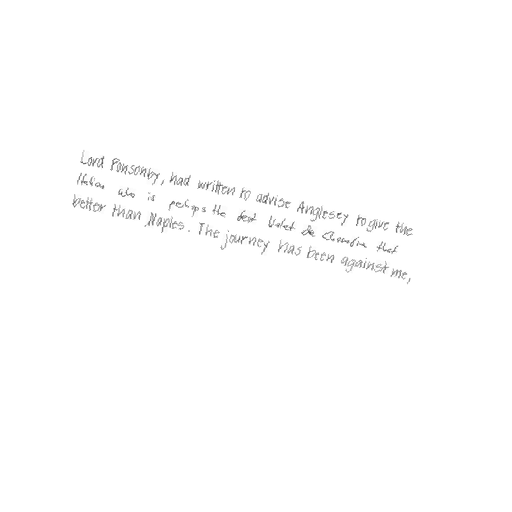 Lord Ponsonby, had written to advise Anglesey to give the
Italian who is perhaps the best Valet de Chambre that
better than Naples. The journey has been against me,